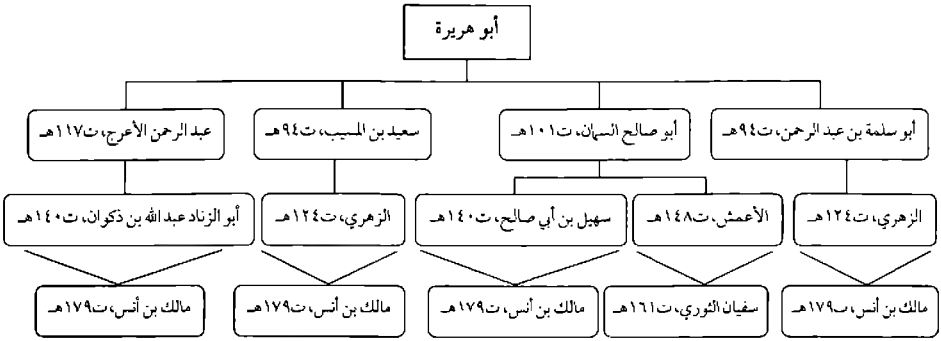 أبو هريرة
أبو سلمة بن عبد الرحمن، ت٩٤هـ
أبو صالح السمان، ت١٠١هـ
سعيد بن المسيب، ت٩٤هـ
عبد الرحمن الأعرج، ت١١٧هـ
الزهري، ت١٢٤هـ
الأعمش، ت١٤٨هـ
سهيل بن أبي صالح، ت١٤٠هـ
الزهري، ت١٢٤هـ
أبو الزناد عبد الله بن ذكوان، ت١٤٠هـ
مالك بن أنس، ت١٧٩هـ
سفيان الثوري، ت١٦١هـ
مالك بن أنس، ت١٧٩هـ
مالك بن أنس، ت١٧٩هـ
مالك بن أنس، ت١٧٩هـ